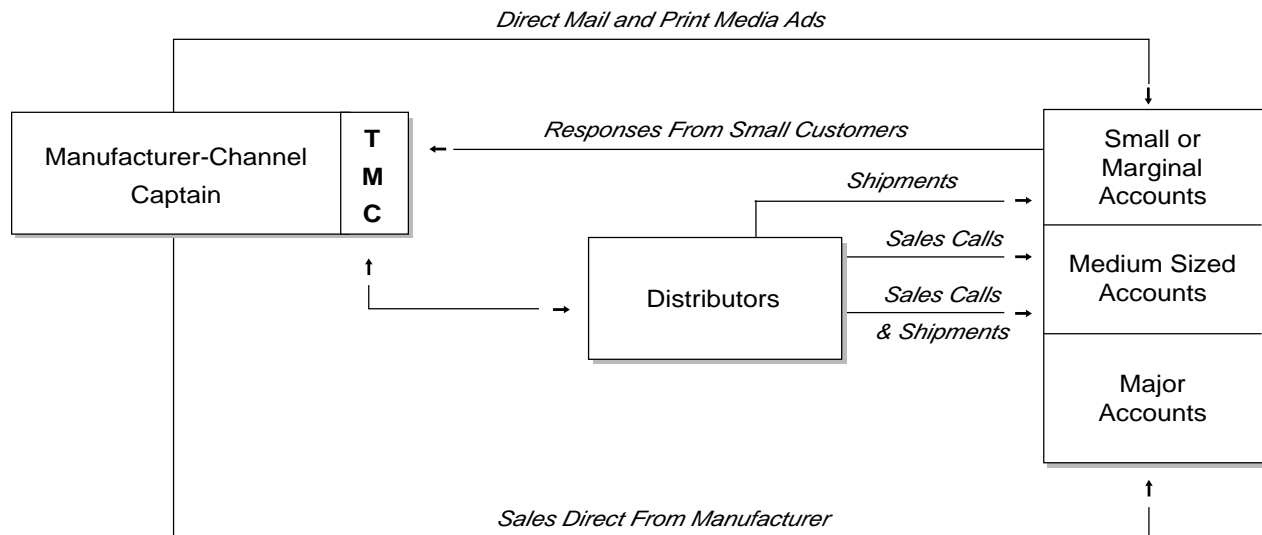 Direct Mail and Print Media Ads
Manufacturer-Channel
Captain
T
M
C
Responses From Small Customers
Small or
Marginal
Accounts
Shipments
Sales Calls
Medium Sized
Accounts
Distributors
Sales Calls
& Shipments
Major
Accounts
Sales Direct From Manufacturer